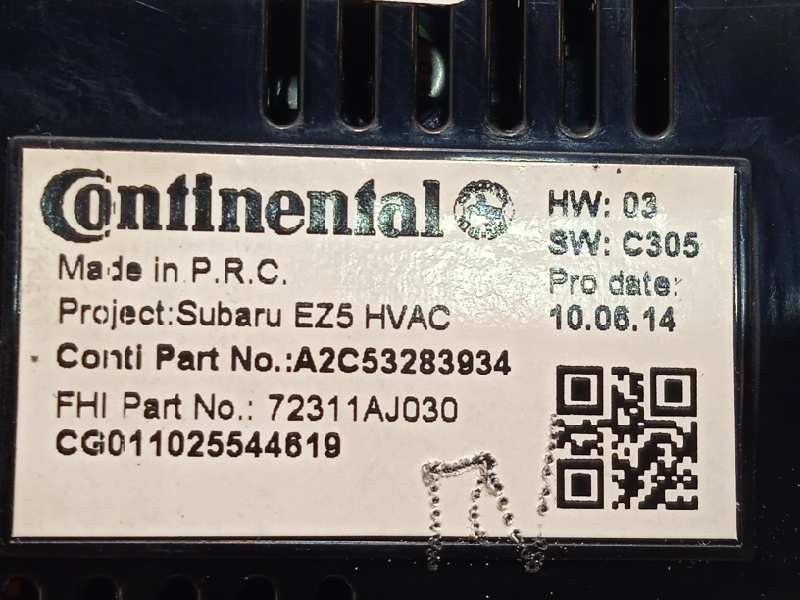 Continental
HW: 03
SW: C305
Made in P.R.C.
Pro date:
Project:Subaru EZ5 HVAC
10.06.14
Conti Part No.:A2C53283934
FHI Part No.: 72311AJ030
CG011025544619